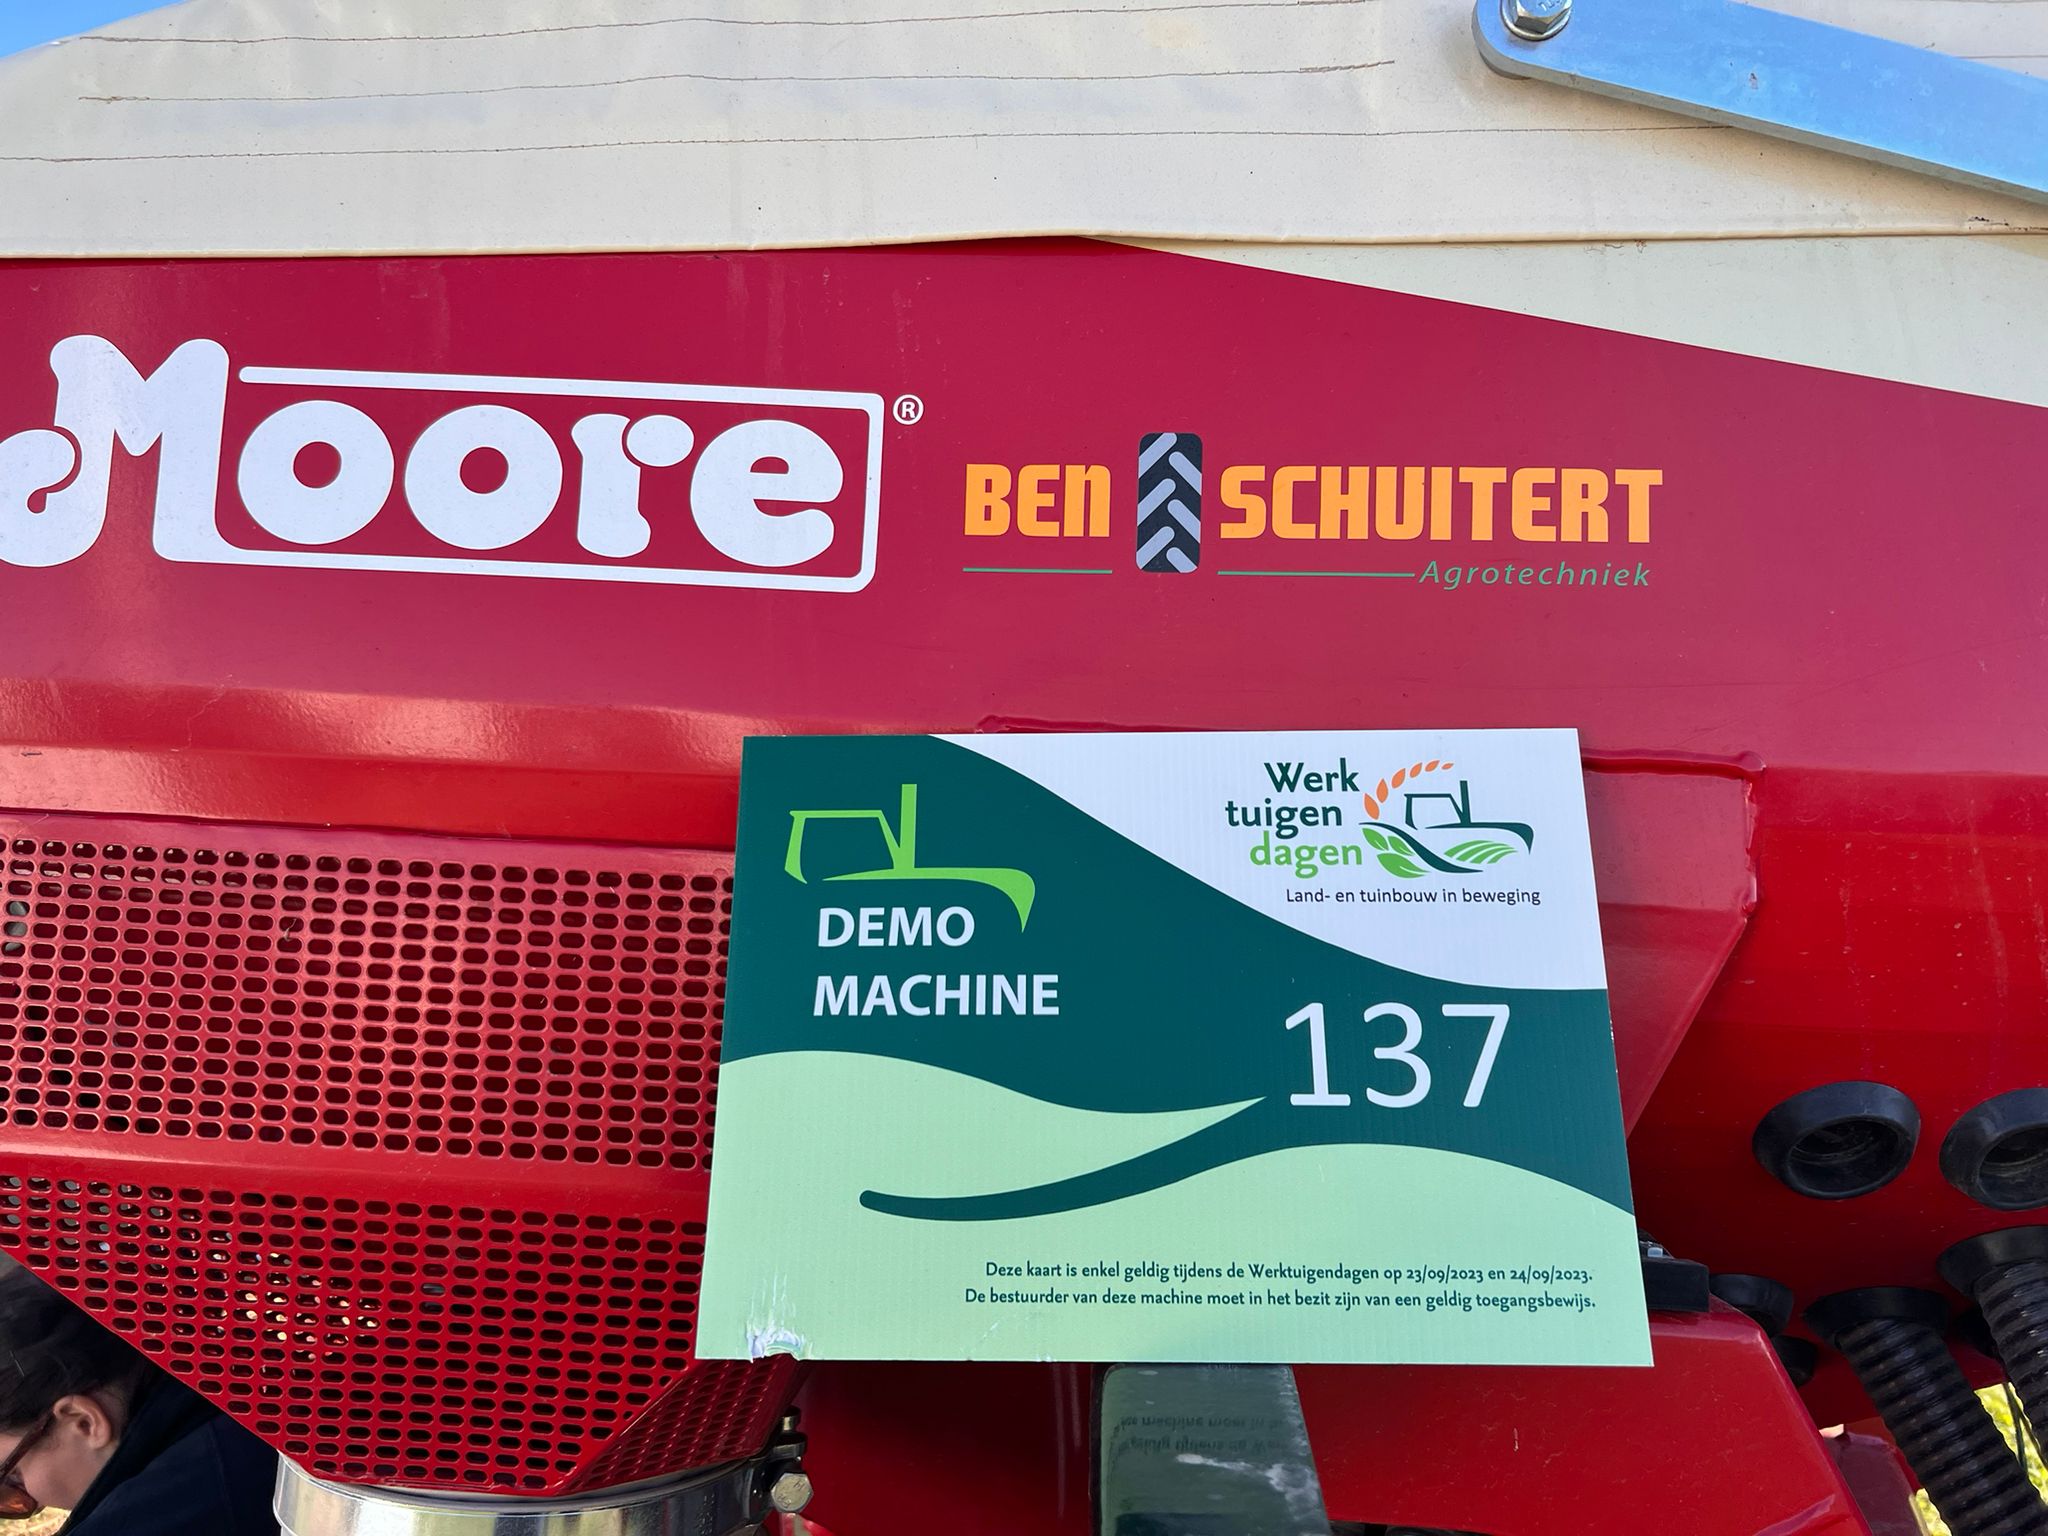 Moore®
BEN SCHUITERT
Agrotechniek
Werk
tuigen
dagen
Land- en tuinbouw in beweging
DEMO
MACHINE
137
Deze kaart is enkel geldig tijdens de Werktuigendagen op 23/09/2023 en 24/09/2023.
De bestuurder van deze machine moet in het bezit zijn van een geldig toegangsbewijs.